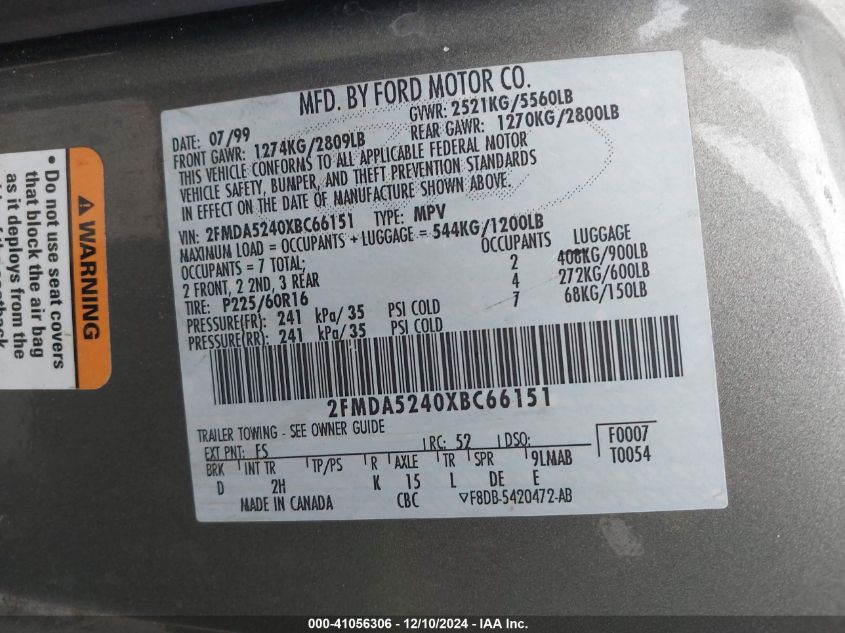 MFD. BY FORD MOTOR CO.
DATE: 07/99
GVWR: 2521KG/5560LB
FRONT GAWR: 1274KG/2809LB
REAR GAWR: 1270KG/2800LB
THIS VEHICLE CONFORMS TO ALL APPLICABLE FEDERAL MOTOR
VEHICLE SAFETY, BUMPER, AND THEFT PREVENTION STANDARDS
IN EFFECT ON THE DATE OF MANUFACTURE SHOWN ABOVE.
VIN: 2FMDA5240XBC66151 TYPE: MPV
MAXIMUM LOAD = OCCUPANTS + LUGGAGE = 544KG/1200LB
OCCUPANTS = 7 TOTAL;
2 FRONT, 2 2ND, 3 REAR
OCCUPANTS LUGGAGE
2 408KG/900LB
4 272KG/600LB
7 68KG/150LB
TIRE: P225/60R16
PRESSURE(FR): 241 kPa/35 PSI COLD
PRESSURE(RR): 241 kPa/35 PSI COLD
2FMDA5240XBC66151
TRAILER TOWING - SEE OWNER GUIDE
EXT PNT: FS RC: 52 DSO:
F0007
T0054
BRK INT TR TP/PS R AXLE TR SPR 9LMAB
D 2H K 15 L DE E
MADE IN CANADA CBC ▽F8DB-5420472-AB
WARNING
• Do not use seat covers
that block the air bag
as it deploys from the
000-41056306 - 12/10/2024 - IAA Inc.